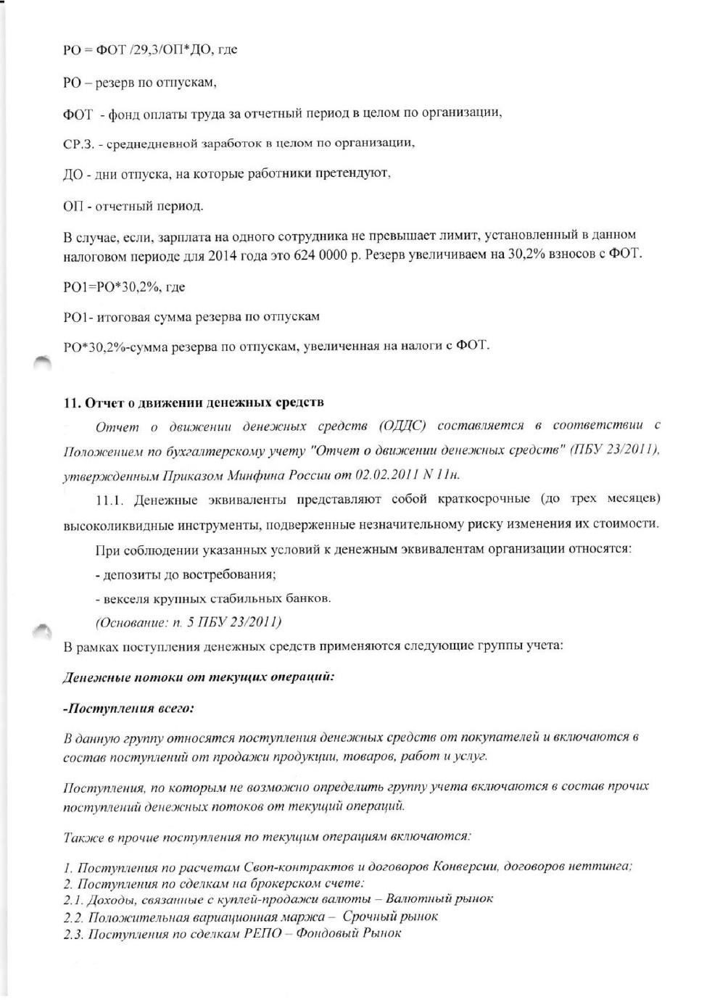 РО = ФОТ /29,3/ОП*ДО, где
РО – резерв по отпускам,
ФОТ - фонд оплаты труда за отчетный период в целом по организации,
СР.З. - среднедневной заработок в целом по организации,
ДО - дни отпуска, на которые работники претендуют,
ОП - отчетный период.
В случае, если, зарплата на одного сотрудника не превышает лимит, установленный в данном
налоговом периоде для 2014 года это 624 0000 р. Резерв увеличиваем на 30,2% взносов с ФОТ.
РО1=РО*30,2%, где
РО1- итоговая сумма резерва по отпускам
РО*30,2%-сумма резерва по отпускам, увеличенная на налоги с ФОТ.
11. Отчет о движении денежных средств
Отчет о движении денежных средств (ОДДС) составляется в соответствии с
Положением по бухгалтерскому учету "Отчет о движении денежных средств" (ПБУ 23/2011),
утвержденным Приказом Минфина России от 02.02.2011 N 11н.
11.1. Денежные эквиваленты представляют собой краткосрочные (до трех месяцев)
высоколиквидные инструменты, подверженные незначительному риску изменения их стоимости.
При соблюдении указанных условий к денежным эквивалентам организации относятся:
- депозиты до востребования;
- векселя крупных стабильных банков.
(Основание: п. 5 ПБУ 23/2011)
В рамках поступления денежных средств применяются следующие группы учета:
Денежные потоки от текущих операций:
-Поступления всего:
В данную группу относятся поступления денежных средств от покупателей и включаются в
состав поступлений от продажи продукции, товаров, работ и услуг.
Поступления, по которым не возможно определить группу учета включаются в состав прочих
поступлений денежных потоков от текущий операций.
Также в прочие поступления по текущим операциям включаются:
1. Поступления по расчетам Своп-контрактов и договоров Конверсии, договоров неттинга;
2. Поступления по сделкам на брокерском счете:
2.1. Доходы, связанные с куплей-продажи валюты – Валютный рынок
2.2. Положительная вариационная маржа – Срочный рынок
2.3. Поступления по сделкам РЕПО – Фондовый Рынок